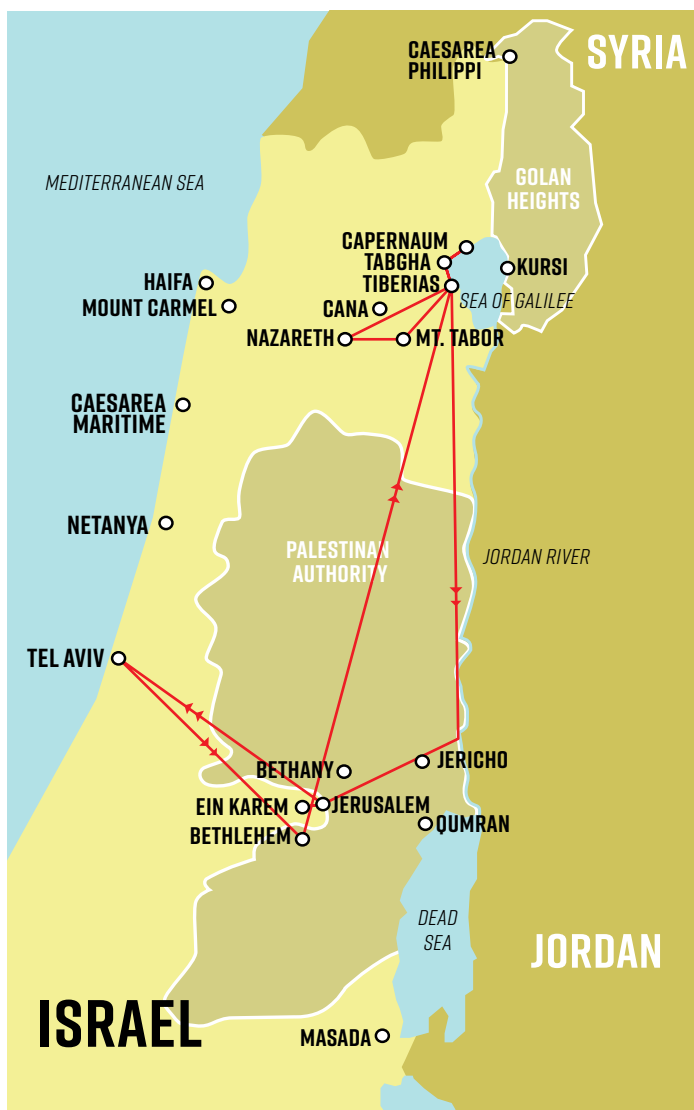 CAESAREA
PHILIPPI
SYRIA
MEDITERRANEAN SEA
GOLAN
HEIGHTS
CAPERNAUM
TABGHA
KURSI
HAIFA
TIBERIAS
SEA OF GALILEE
MOUNT CARMEL
CANA
NAZARETH
MT. TABOR
CAESAREA
MARITIME
NETANYA
PALESTINAN
AUTHORITY
JORDAN RIVER
TEL AVIV
BETHANY
JERICHO
EIN KAREM
JERUSALEM
BETHLEHEM
QUMRAN
DEAD
SEA
JORDAN
ISRAEL
MASADA